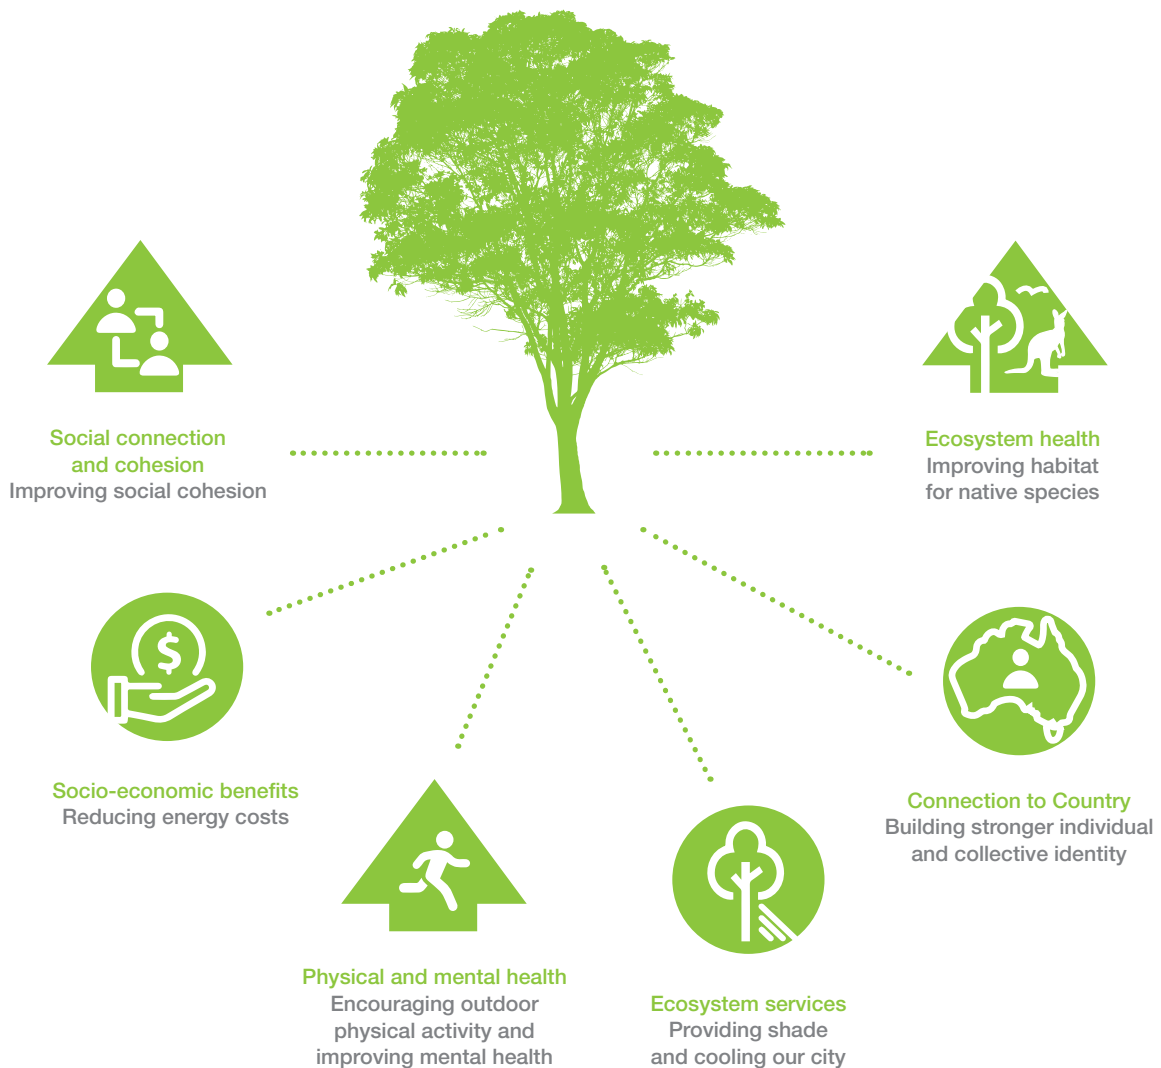 Social connection
and cohesion
Improving social cohesion
Ecosystem health
Improving habitat
for native species
$
Socio-economic benefits
Reducing energy costs
Connection to Country
Building stronger individual
and collective identity
Physical and mental health
Encouraging outdoor
physical activity and
improving mental health
Ecosystem services
Providing shade
and cooling our city